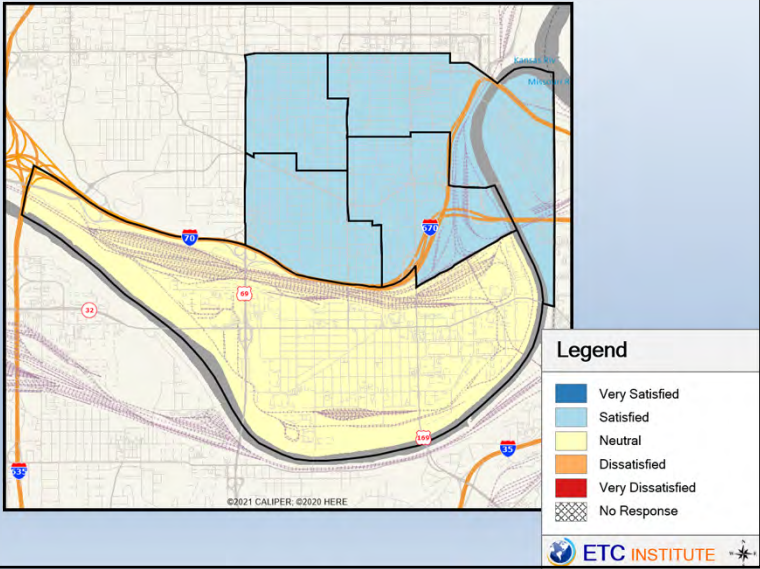 Kansas
Missouri R
70
670
69
32
169
635
35
©2021 CALIPER; ©2020 HERE
Legend
Very Satisfied
Satisfied
Neutral
Dissatisfied
Very Dissatisfied
No Response
ETC INSTITUTE